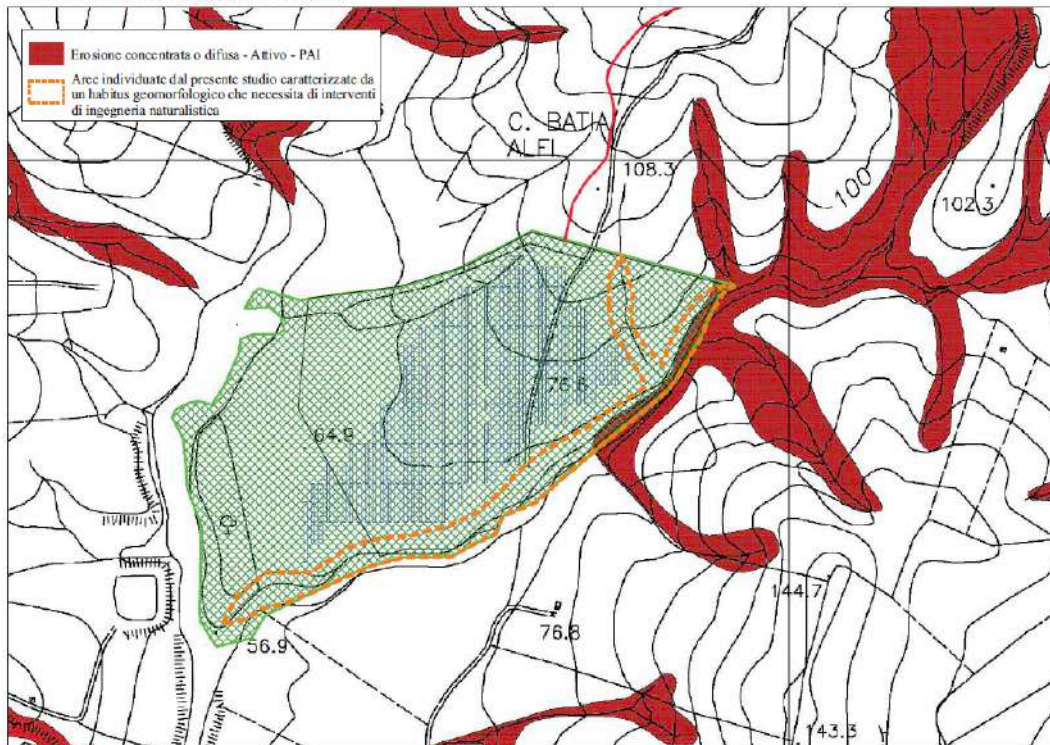 Erosione concentrata o difusa - Attivo - PAI
Aree individuate dal presente studio caratterizzate da
un habitus geomorfologico che necessita di interventi
di ingegneria naturalistica
C. BATIA
ALFI
108.3
100
102.3
76.8
64.9
144.7
76.8
56.9
143.3